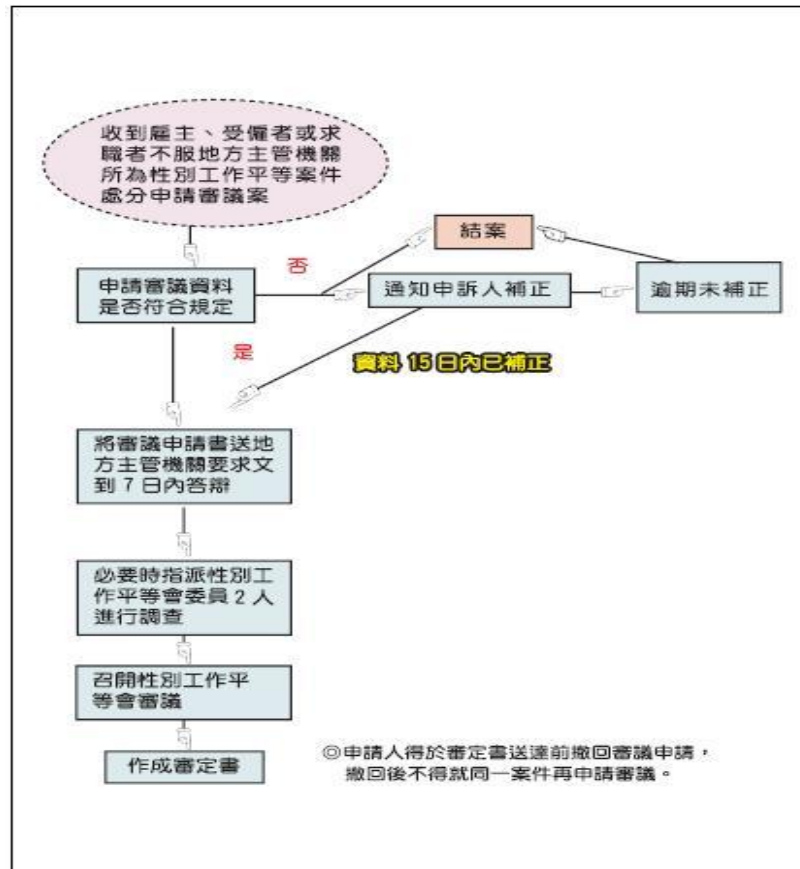 收到雇主、受僱者或求
職者不服地方主管機關
所為性別工作平等案件
處分申請審議案
結案
否
申請審議資料
是否符合規定
通知申訴人補正
逾期未補正
是
資料 15 日內已補正
將審議申請書送地
方主管機關要求文
到 7 日內答辯
必要時指派性別工
作平等會委員 2 人
進行調查
召開性別工作平
等會審議
作成審定書
◎申請人得於審定書送達前撤回審議申請，
撤回後不得就同一案件再申請審議。